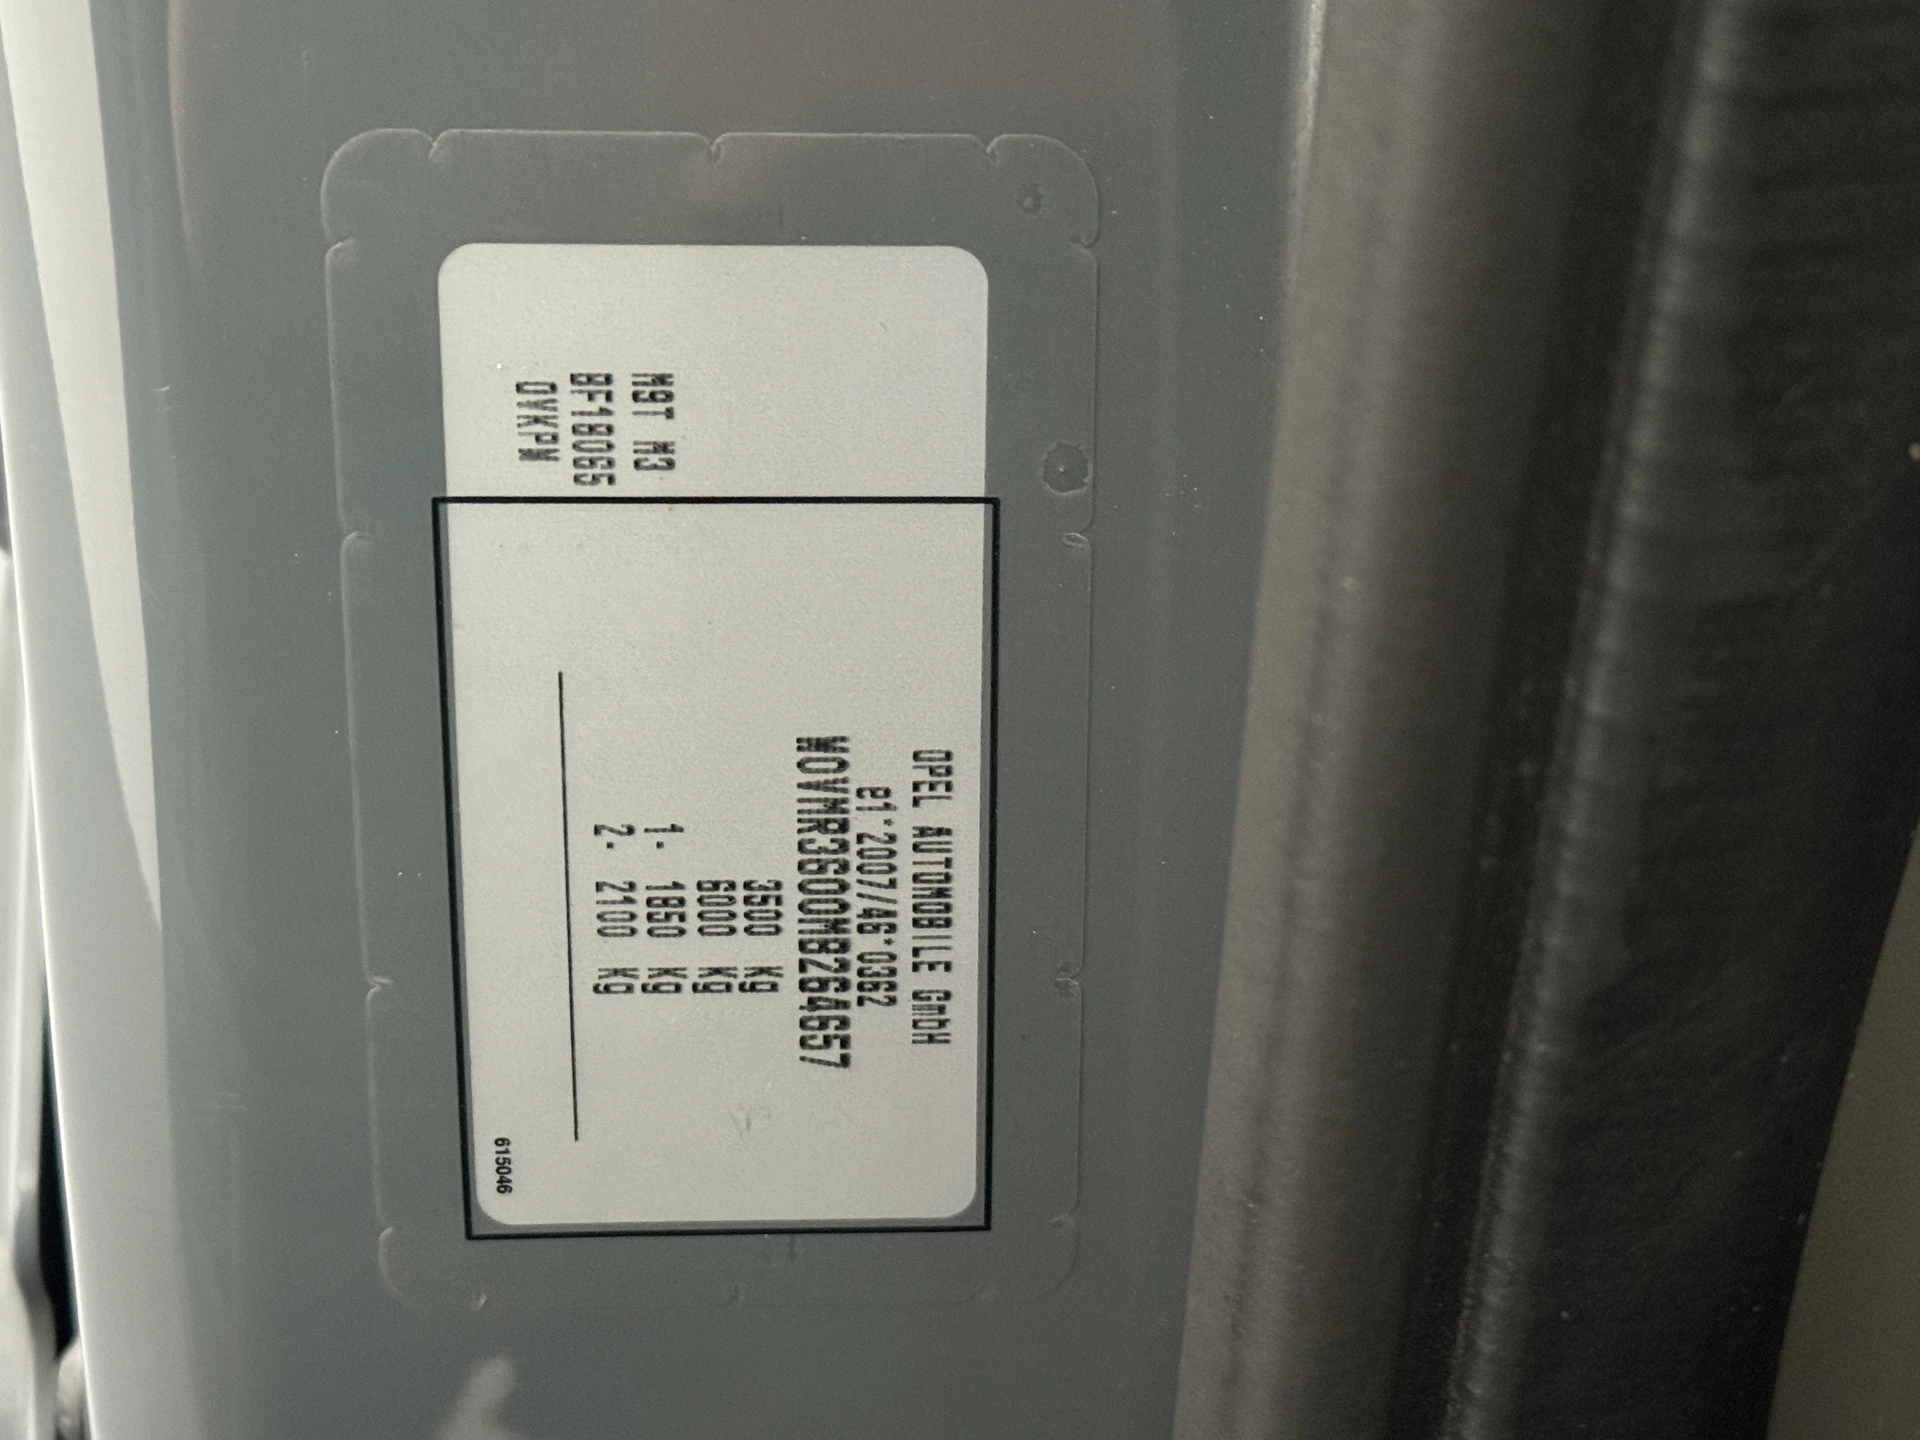 OPEL AUTOMOBILE GmbH
e1*2007/46*0362
W0VMR3600MB264657
3500 Kg
6000 Kg
1- 1850 Kg
2- 2100 Kg
615046
M9T M3
BF18065